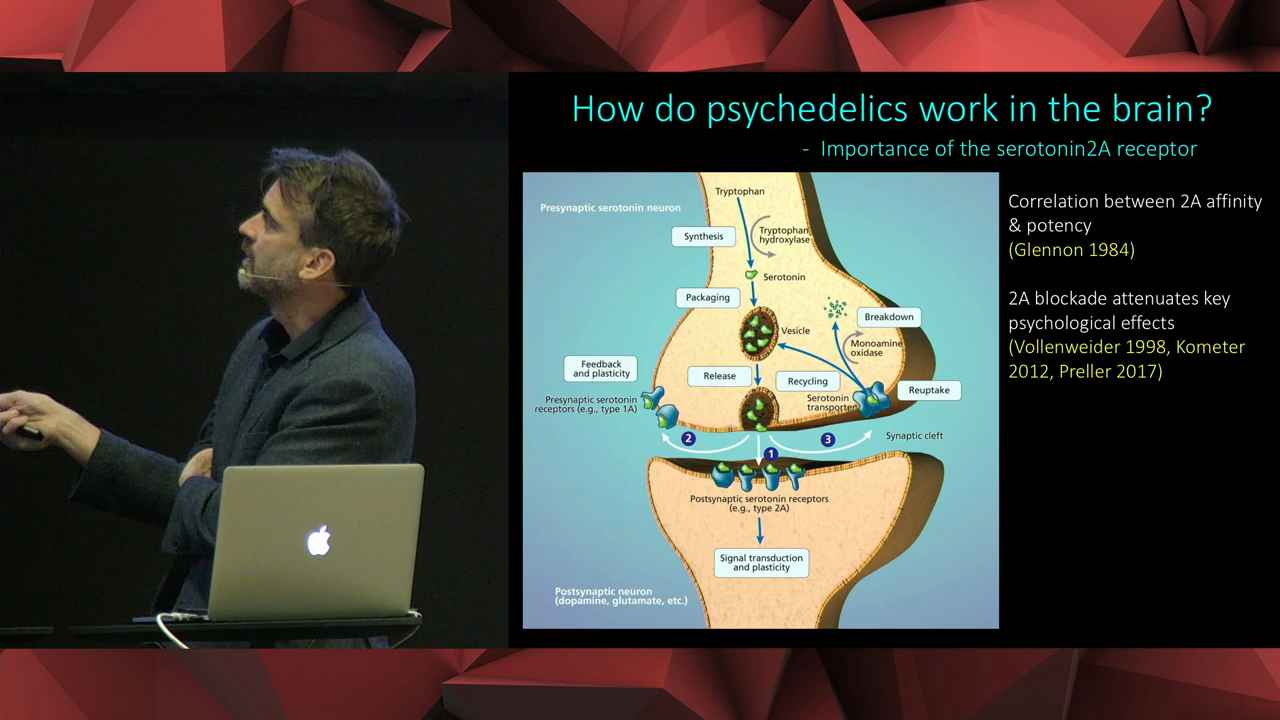 How do psychedelics work in the brain?
- Importance of the serotonin2A receptor
Presynaptic serotonin neuron
Tryptophan
Synthesis
Tryptophan
hydroxylase
Serotonin
Packaging
Vesicle
Breakdown
Monoamine
oxidase
Feedback
and plasticity
Release
Recycling
Reuptake
Presynaptic serotonin
receptors (e.g., type 1A)
Serotonin
transporter
2
1
3
Synaptic cleft
Postsynaptic serotonin receptors
(e.g., type 2A)
Signal transduction
and plasticity
Postsynaptic neuron
(dopamine, glutamate, etc.)
Correlation between 2A affinity
& potency
(Glennon 1984)
2A blockade attenuates key
psychological effects
(Vollenweider 1998, Kometer
2012, Preller 2017)